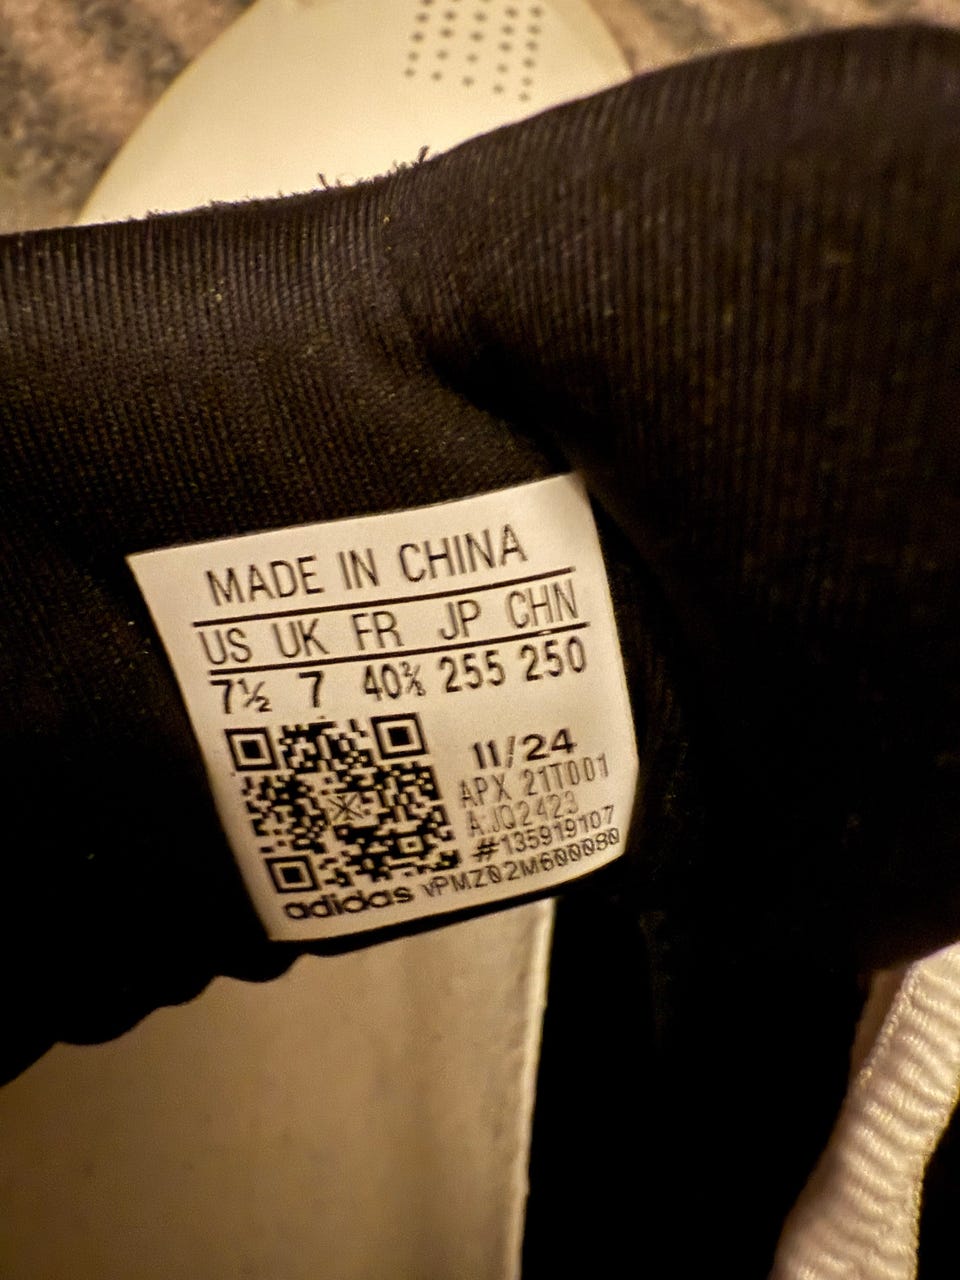 MADE IN CHINA
US UK FR JP CHN
7½ 7 40⅔ 255 250
11/24
APX 21T001
A:JQ2423
#135919107
adidas YPMZ02M600080